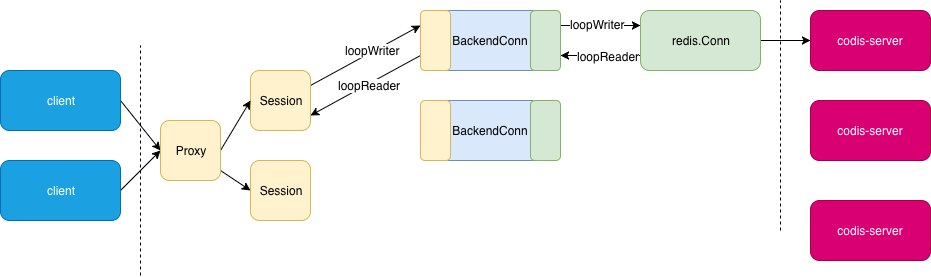 client
client
Proxy
Session
Session
loopWriter
loopReader
BackendConn
BackendConn
loopWriter
loopReader
redis.Conn
codis-server
codis-server
codis-server